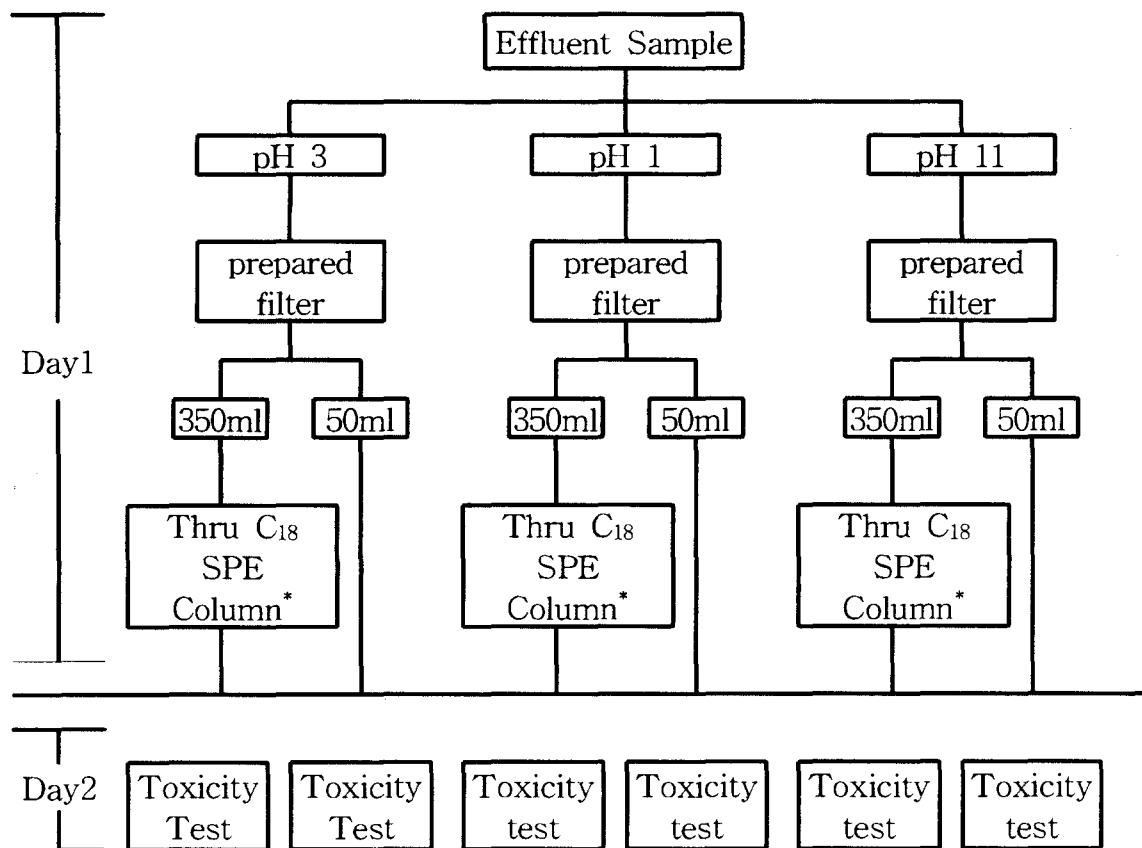 Effluent Sample
pH 3
pH 1
pH 11
prepared
filter
prepared
filter
prepared
filter
Day1
350ml
50ml
350ml
50ml
350ml
50ml
Thru C₁₈
SPE
Column*
Thru C₁₈
SPE
Column*
Thru C₁₈
SPE
Column*
Day2
Toxicity
Test
Toxicity
Test
Toxicity
test
Toxicity
test
Toxicity
test
Toxicity
test